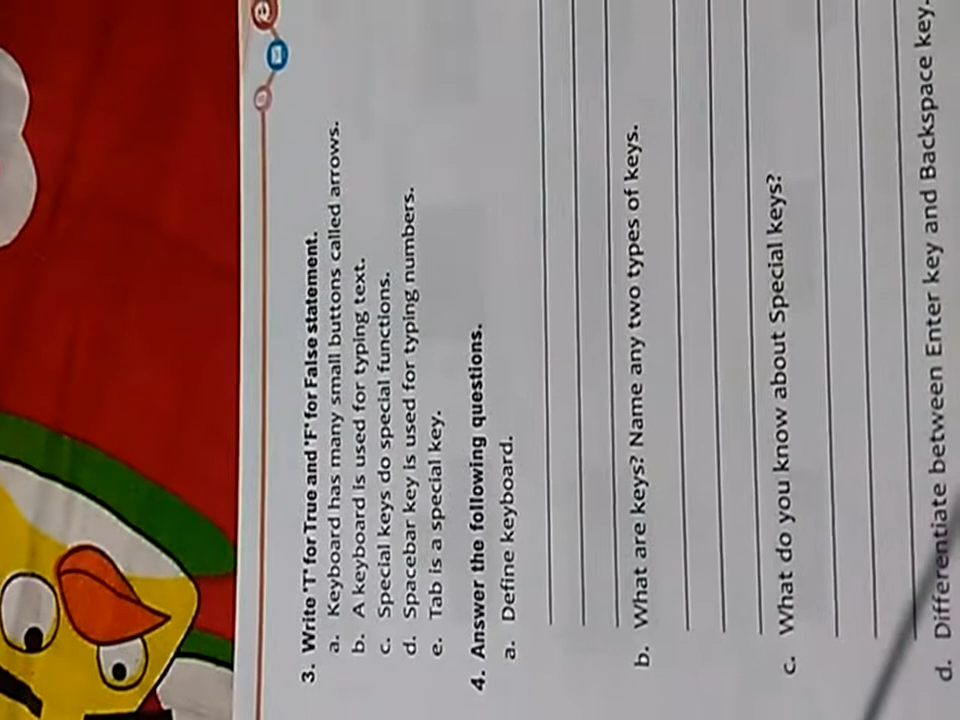 3. Write 'T' for True and 'F' for False statement.
a. Keyboard has many small buttons called arrows.
b. A keyboard is used for typing text.
c. Special keys do special functions.
d. Spacebar key is used for typing numbers.
e. Tab is a special key.
4. Answer the following questions.
a. Define keyboard.
b. What are keys? Name any two types of keys.
c. What do you know about Special keys?
d. Differentiate between Enter key and Backspace key.